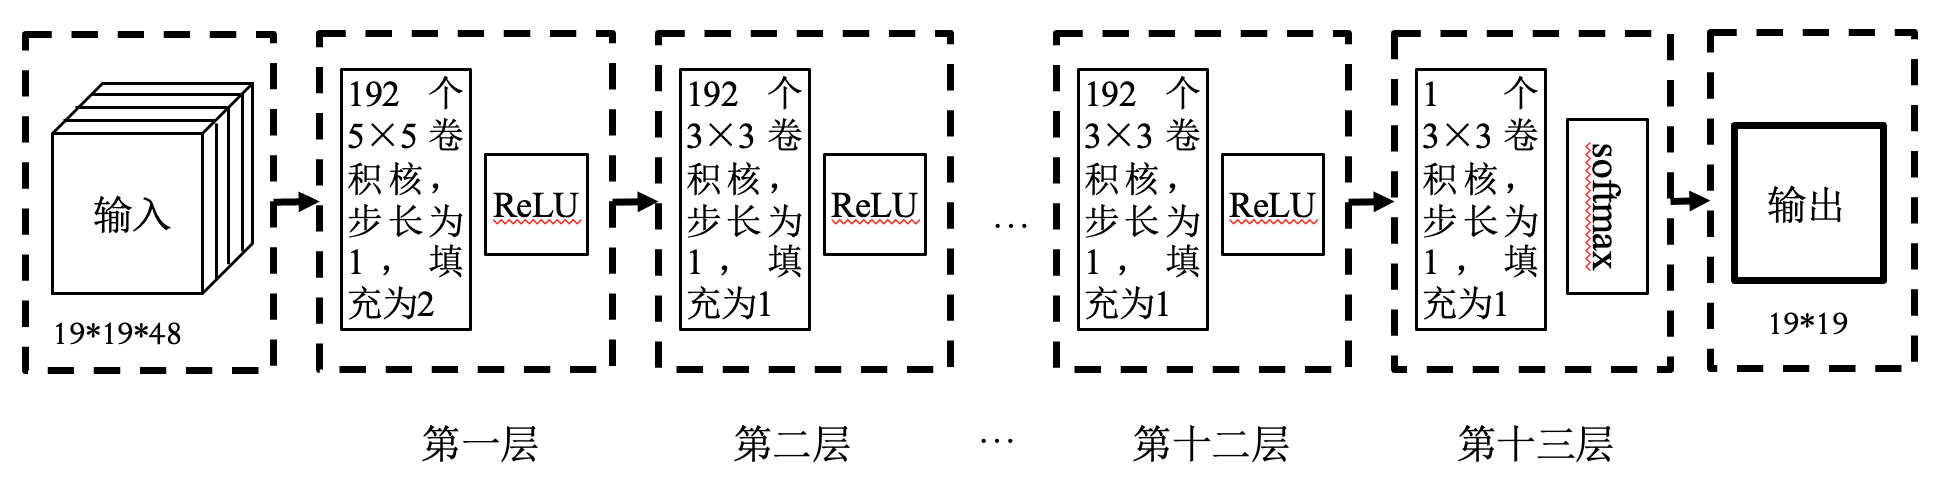 输入
19*19*48
192 个
5×5 卷
积核，
步长为
1，填
充为2
ReLU
第一层
192 个
3×3 卷
积核，
步长为
1，填
充为1
ReLU
第二层
…
…
192 个
3×3 卷
积核，
步长为
1，填
充为1
ReLU
第十二层
1 个
3×3 卷
积核，
步长为
1，填
充为1
softmax
第十三层
输出
19*19